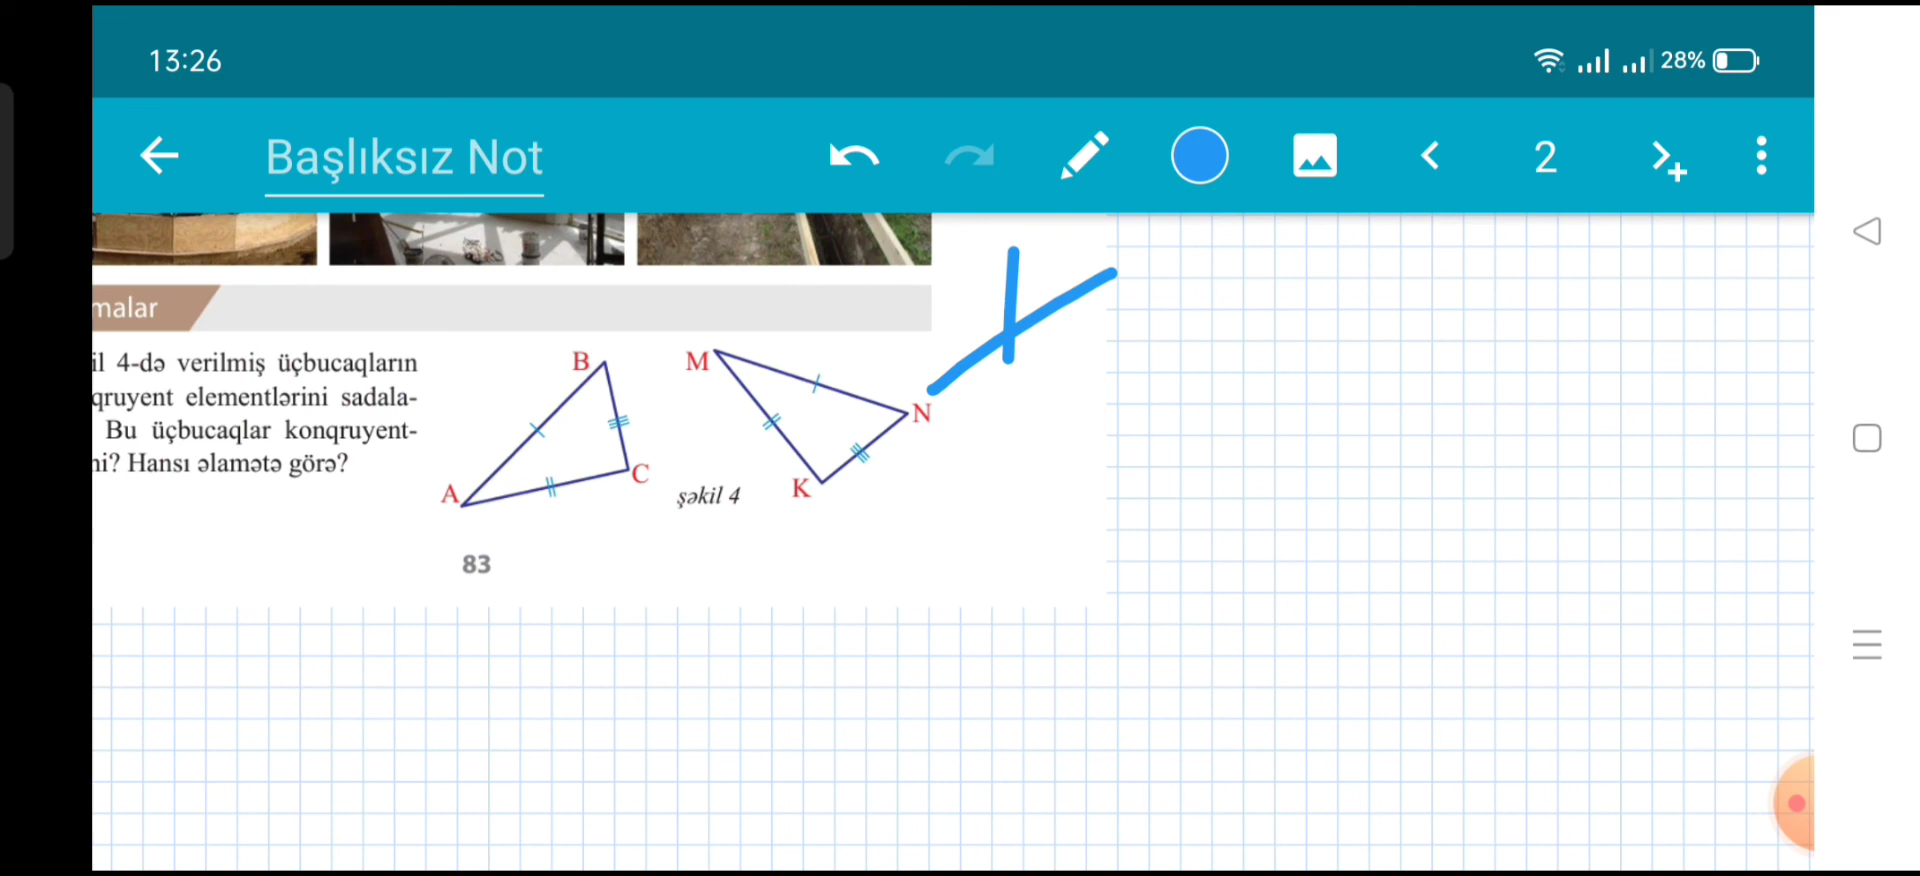 13:26
28%
Başlıksız Not
2
malar
il 4-də verilmiş üçbucaqların
qruyent elementlərini sadala-
Bu üçbucaqlar konqruyent-
mi? Hansı əlamətə görə?
B
M
N
C
A
K
şəkil 4
83